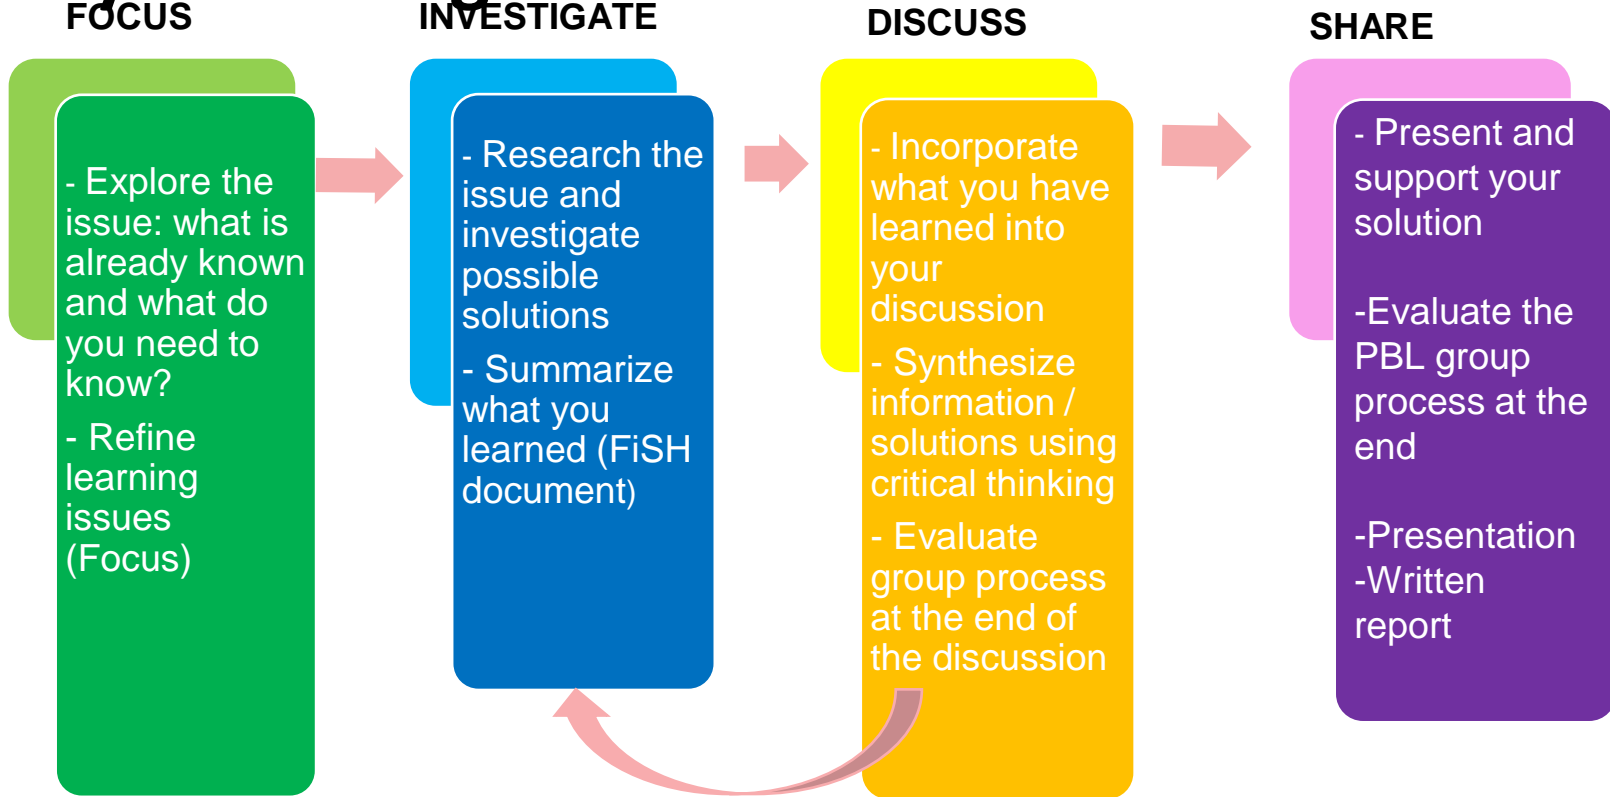 FOCUS
- Explore the
issue: what is
already known
and what do
you need to
know?
- Refine
learning
issues
(Focus)
INVESTIGATE
- Research the
issue and
investigate
possible
solutions
- Summarize
what you
learned (FiSH
document)
DISCUSS
- Incorporate
what you have
learned into
your
discussion
- Synthesize
information /
solutions using
critical thinking
- Evaluate
group process
at the end of
the discussion
SHARE
- Present and
support your
solution
-Evaluate the
PBL group
process at the
end
-Presentation
-Written
report